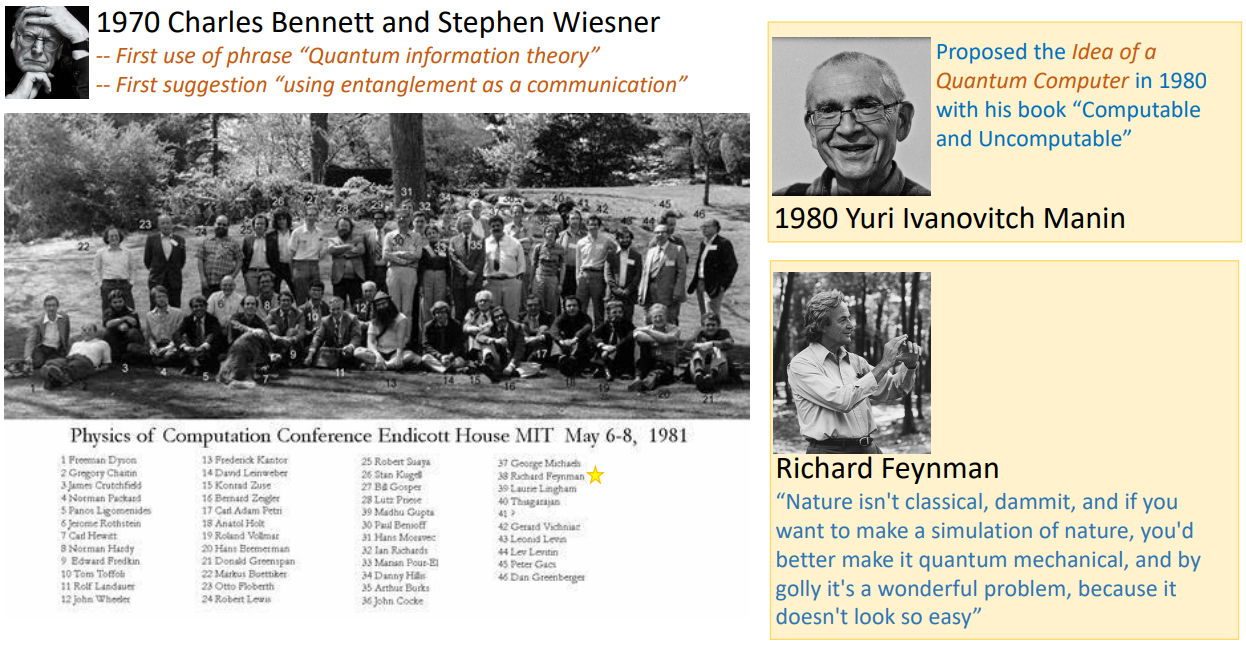 1970 Charles Bennett and Stephen Wiesner
-- First use of phrase “Quantum information theory”
-- First suggestion “using entanglement as a communication”
Physics of Computation Conference Endicott House MIT May 6-8, 1981
1 Freeman Dyson
2 Gregory Chaitin
3 James Crutchfield
4 Norman Packard
5 Panos Ligomenides
6 Jerome Rothstein
7 Carl Hewitt
8 Norman Hardy
9 Edward Fredkin
10 Tom Toffoli
11 Rolf Landauer
12 John Wheeler
13 Frederick Kantor
14 David Leinweber
15 Konrad Zuse
16 Bernard Zeigler
17 Carl Adam Petri
18 Anatol Holt
19 Roland Vollmar
20 Hans Bremerman
21 Donald Greenspan
22 Markus Buettiker
23 Otto Floberth
24 Robert Lewis
25 Robert Suaya
26 Stan Kugell
27 Bill Gosper
28 Lutz Priese
39 Madhu Gupta
30 Paul Benioff
31 Hans Moravec
32 Ian Richards
33 Marian Pour-El
34 Danny Hillis
35 Arthur Burks
36 John Cocke
37 George Michaels
38 Richard Feynman
39 Laurie Lingham
40 Thiagarajan
41 ?
42 Gerard Vichniac
43 Leonid Levin
44 Lev Levitin
45 Peter Gacs
46 Dan Greenberger
Proposed the Idea of a
Quantum Computer in 1980
with his book “Computable
and Uncomputable”
1980 Yuri Ivanovitch Manin
Richard Feynman
“Nature isn't classical, dammit, and if you
want to make a simulation of nature, you'd
better make it quantum mechanical, and by
golly it's a wonderful problem, because it
doesn't look so easy”